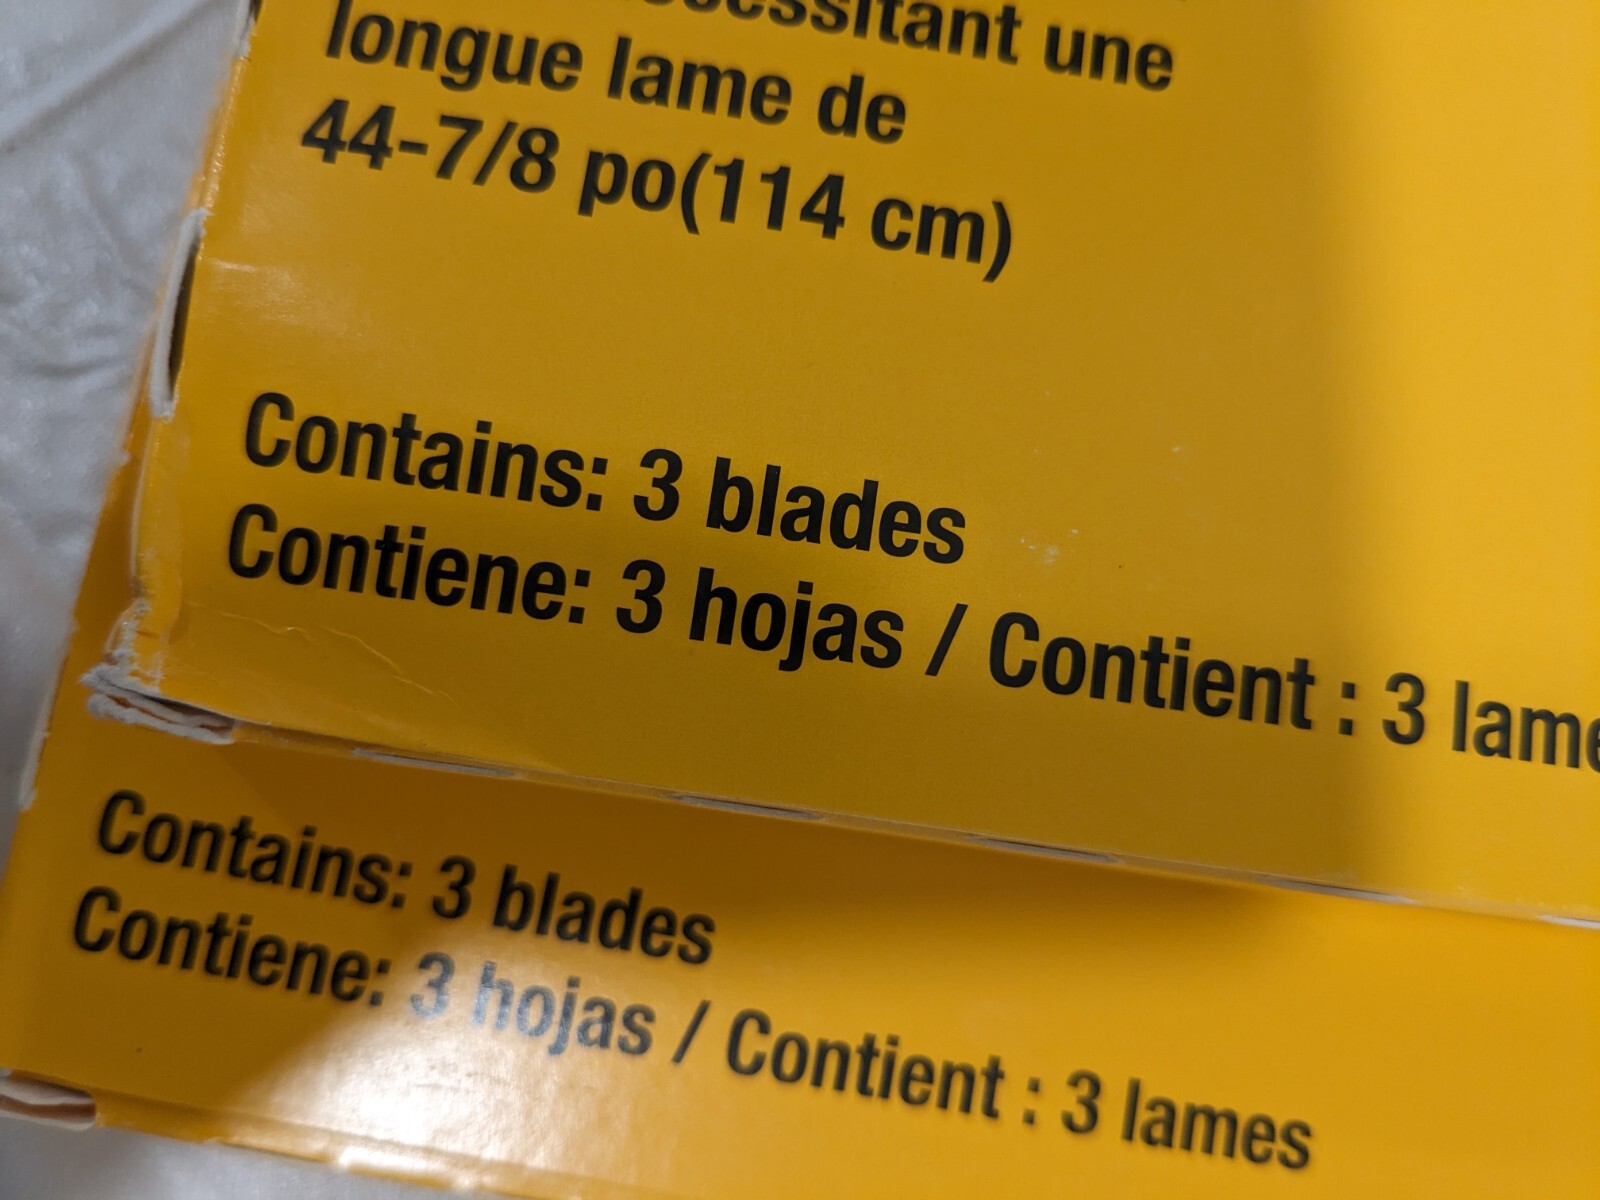 une
longue lame de
44-7/8 po(114 cm)
Contains: 3 blades
Contiene: 3 hojas / Contient : 3 lame
Contains: 3 blades
Contiene: 3 hojas / Contient : 3 lames